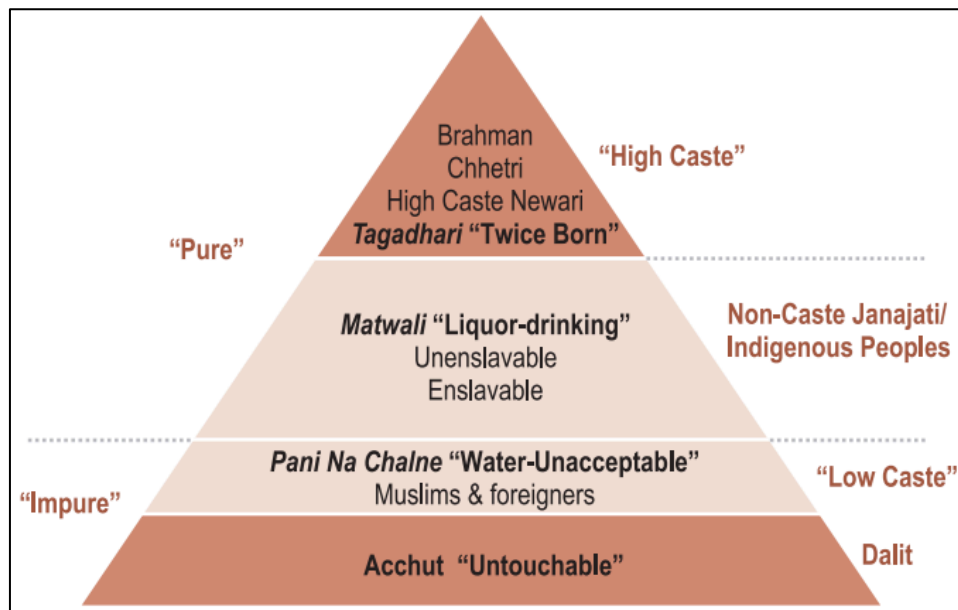 Brahman
Chhetri
High Caste Newari
Tagadhari “Twice Born”
“High Caste”
“Pure”
Matwali “Liquor-drinking”
Unenslavable
Enslavable
Non-Caste Janajati/
Indigenous Peoples
Pani Na Chalne “Water-Unacceptable”
Muslims & foreigners
“Low Caste”
“Impure”
Acchut “Untouchable”
Dalit